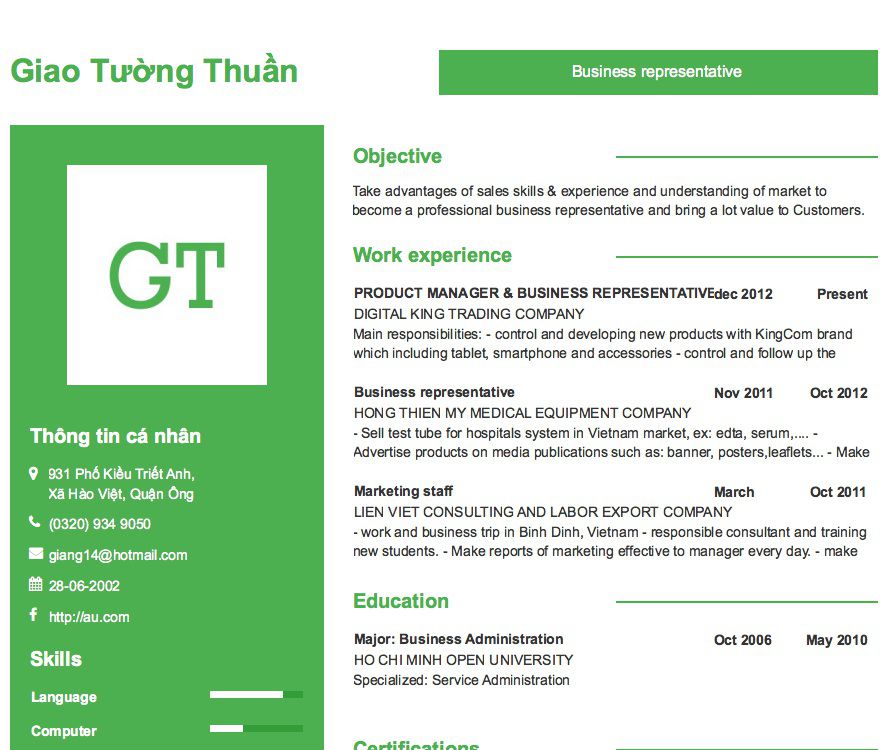 Giao Tường Thuần
Business representative
GT
Thông tin cá nhân
931 Phố Kiều Triết Anh,
Xã Hào Việt, Quận Ông
(0320) 934 9050
giang14@hotmail.com
28-06-2002
http://au.com
Skills
Language
Computer
Objective
Take advantages of sales skills & experience and understanding of market to
become a professional business representative and bring a lot value to Customers.
Work experience
PRODUCT MANAGER & BUSINESS REPRESENTATIVE dec 2012 Present
DIGITAL KING TRADING COMPANY
Main responsibilities: - control and developing new products with KingCom brand
which including tablet, smartphone and accessories - control and follow up the
Business representative Nov 2011 Oct 2012
HONG THIEN MY MEDICAL EQUIPMENT COMPANY
- Sell test tube for hospitals system in Vietnam market, ex: edta, serum,.... -
Advertise products on media publications such as: banner, posters,leaflets... - Make
Marketing staff March Oct 2011
LIEN VIET CONSULTING AND LABOR EXPORT COMPANY
- work and business trip in Binh Dinh, Vietnam - responsible consultant and training
new students. - Make reports of marketing effective to manager every day. - make
Education
Major: Business Administration Oct 2006 May 2010
HO CHI MINH OPEN UNIVERSITY
Specialized: Service Administration
Certifications